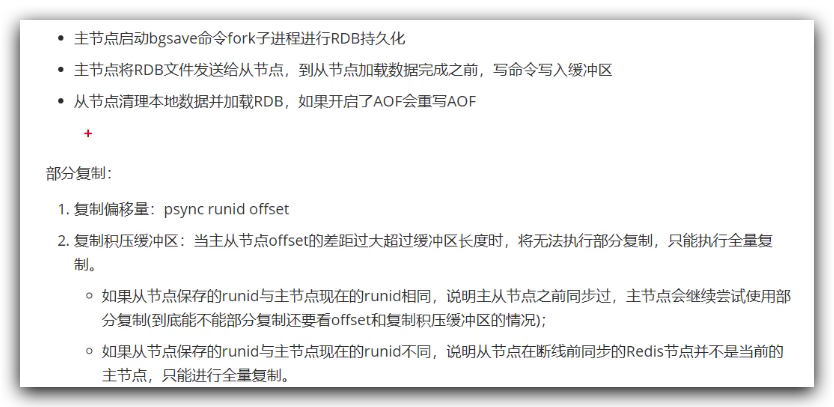 • 主节点启动bgsave命令fork子进程进行RDB持久化
• 主节点将RDB文件发送给从节点，到从节点加载数据完成之前，写命令写入缓冲区
• 从节点清理本地数据并加载RDB，如果开启了AOF会重写AOF
+
部分复制：
1. 复制偏移量：psync runid offset
2. 复制积压缓冲区：当主从节点offset的差距过大超过缓冲区长度时，将无法执行部分复制，只能执行全量复
制。
○ 如果从节点保存的runid与主节点现在的runid相同，说明主从节点之前同步过，主节点会继续尝试使用部
分复制(到底能不能部分复制还要看offset和复制积压缓冲区的情况)；
○ 如果从节点保存的runid与主节点现在的runid不同，说明从节点在断线前同步的Redis节点并不是当前的
主节点，只能进行全量复制。